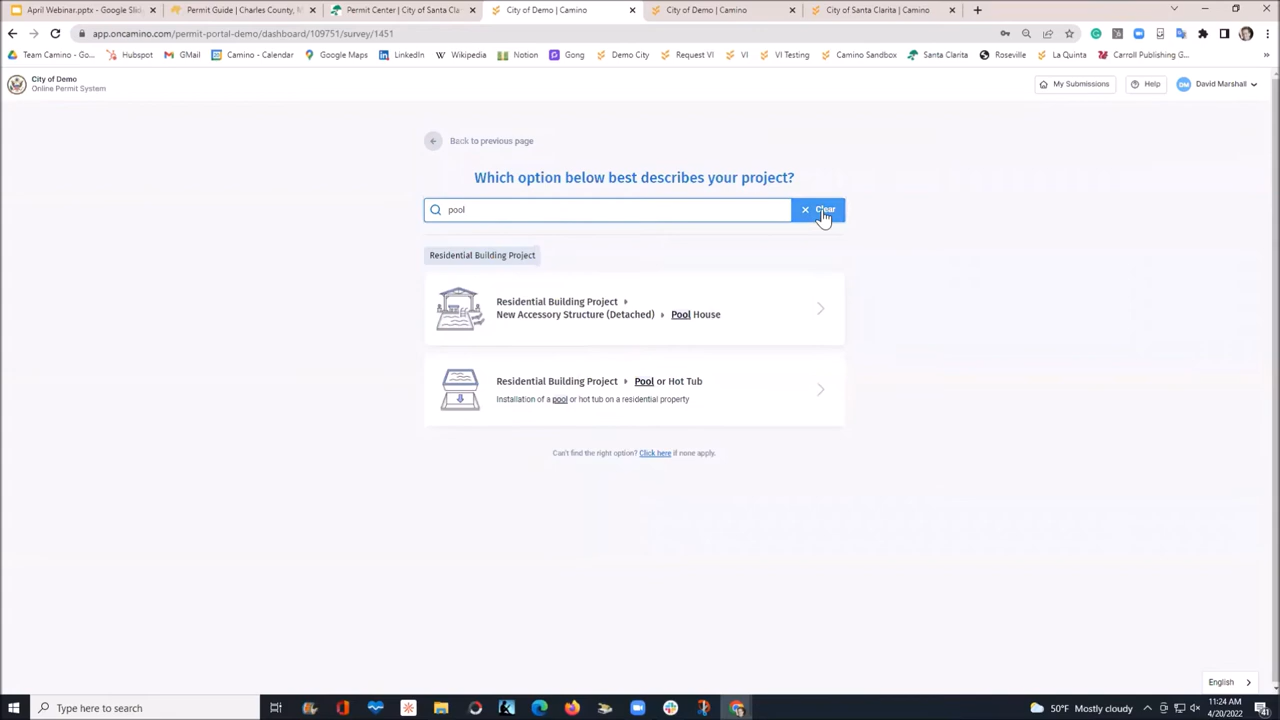 April Webinar.pptx - Google Slid
Permit Guide | Charles County, M
Permit Center | City of Santa Cla
City of Demo | Camino
City of Demo | Camino
City of Santa Clarita | Camino
app.oncamino.com/permit-portal-demo/dashboard/109751/survey/1451
Team Camino
Hubspot
GMail
Camino - Calendar
Google Maps
LinkedIn
Wikipedia
Notion
Gong
Demo City
Request VI
VI
VI Testing
Camino Sandbox
Santa Clarita
Roseville
La Quinta
Carroll Publishing G...
City of Demo
Online Permit System
My Submissions
Help
DM
David Marshall
Back to previous page
Which option below best describes your project?
pool
Clear
Residential Building Project
Residential Building Project
New Accessory Structure (Detached) Pool House
Residential Building Project Pool or Hot Tub
Installation of a pool or hot tub on a residential property
Can't find the right option? Click here if none apply.
English
Type here to search
50°F Mostly cloudy
11:24 AM
4/20/2022